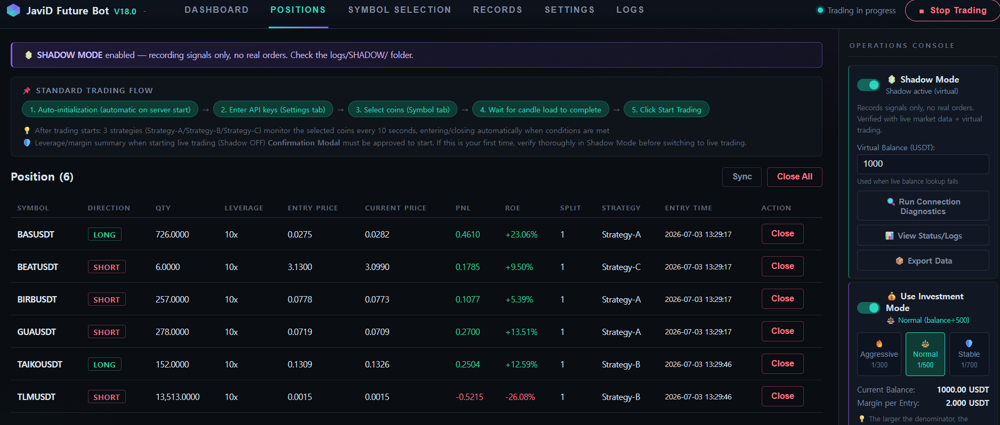 JaviD Future Bot V18.0 -
DASHBOARD POSITIONS SYMBOL SELECTION RECORDS SETTINGS LOGS
Trading in progress
Stop Trading
SHADOW MODE enabled — recording signals only, no real orders. Check the logs/SHADOW/ folder.
STANDARD TRADING FLOW
1. Auto-initialization (automatic on server start) → 2. Enter API keys (Settings tab) → 3. Select coins (Symbol tab) → 4. Wait for candle load to complete → 5. Click Start Trading
After trading starts: 3 strategies (Strategy-A/Strategy-B/Strategy-C) monitor the selected coins every 10 seconds, entering/closing automatically when conditions are met
Leverage/margin summary when starting live trading (Shadow OFF) Confirmation Modal must be approved to start. If this is your first time, verify thoroughly in Shadow Mode before switching to live trading.
Position (6)
Sync Close All
SYMBOL DIRECTION QTY LEVERAGE ENTRY PRICE CURRENT PRICE PNL ROE SPLIT STRATEGY ENTRY TIME ACTION
BASUSDT LONG 726.0000 10x 0.0275 0.0282 0.4610 +23.06% 1 Strategy-A 2026-07-03 13:29:17 Close
BEATUSDT SHORT 6.0000 10x 3.1300 3.0990 0.1785 +9.50% 1 Strategy-C 2026-07-03 13:29:17 Close
BIRBUSDT SHORT 257.0000 10x 0.0778 0.0773 0.1077 +5.39% 1 Strategy-A 2026-07-03 13:29:17 Close
GUAUSDT SHORT 278.0000 10x 0.0719 0.0709 0.2700 +13.51% 1 Strategy-A 2026-07-03 13:29:17 Close
TAIKOUSDT LONG 152.0000 10x 0.1309 0.1326 0.2504 +12.59% 1 Strategy-B 2026-07-03 13:29:46 Close
TLMUSDT SHORT 13,513.0000 10x 0.0015 0.0015 -0.5215 -26.08% 1 Strategy-B 2026-07-03 13:29:46 Close
OPERATIONS CONSOLE
Shadow Mode
Shadow active (virtual)
Records signals only, no real orders.
Verified with live market data + virtual
trading.
Virtual Balance (USDT):
1000
Used when live balance lookup fails
Run Connection
Diagnostics
View Status/Logs
Export Data
Use Investment
Mode
Normal (balance÷500)
Aggressive Normal Stable
1/300 1/500 1/700
Current Balance: 1000.00 USDT
Margin per Entry: 2.000 USDT
The larger the denominator, the